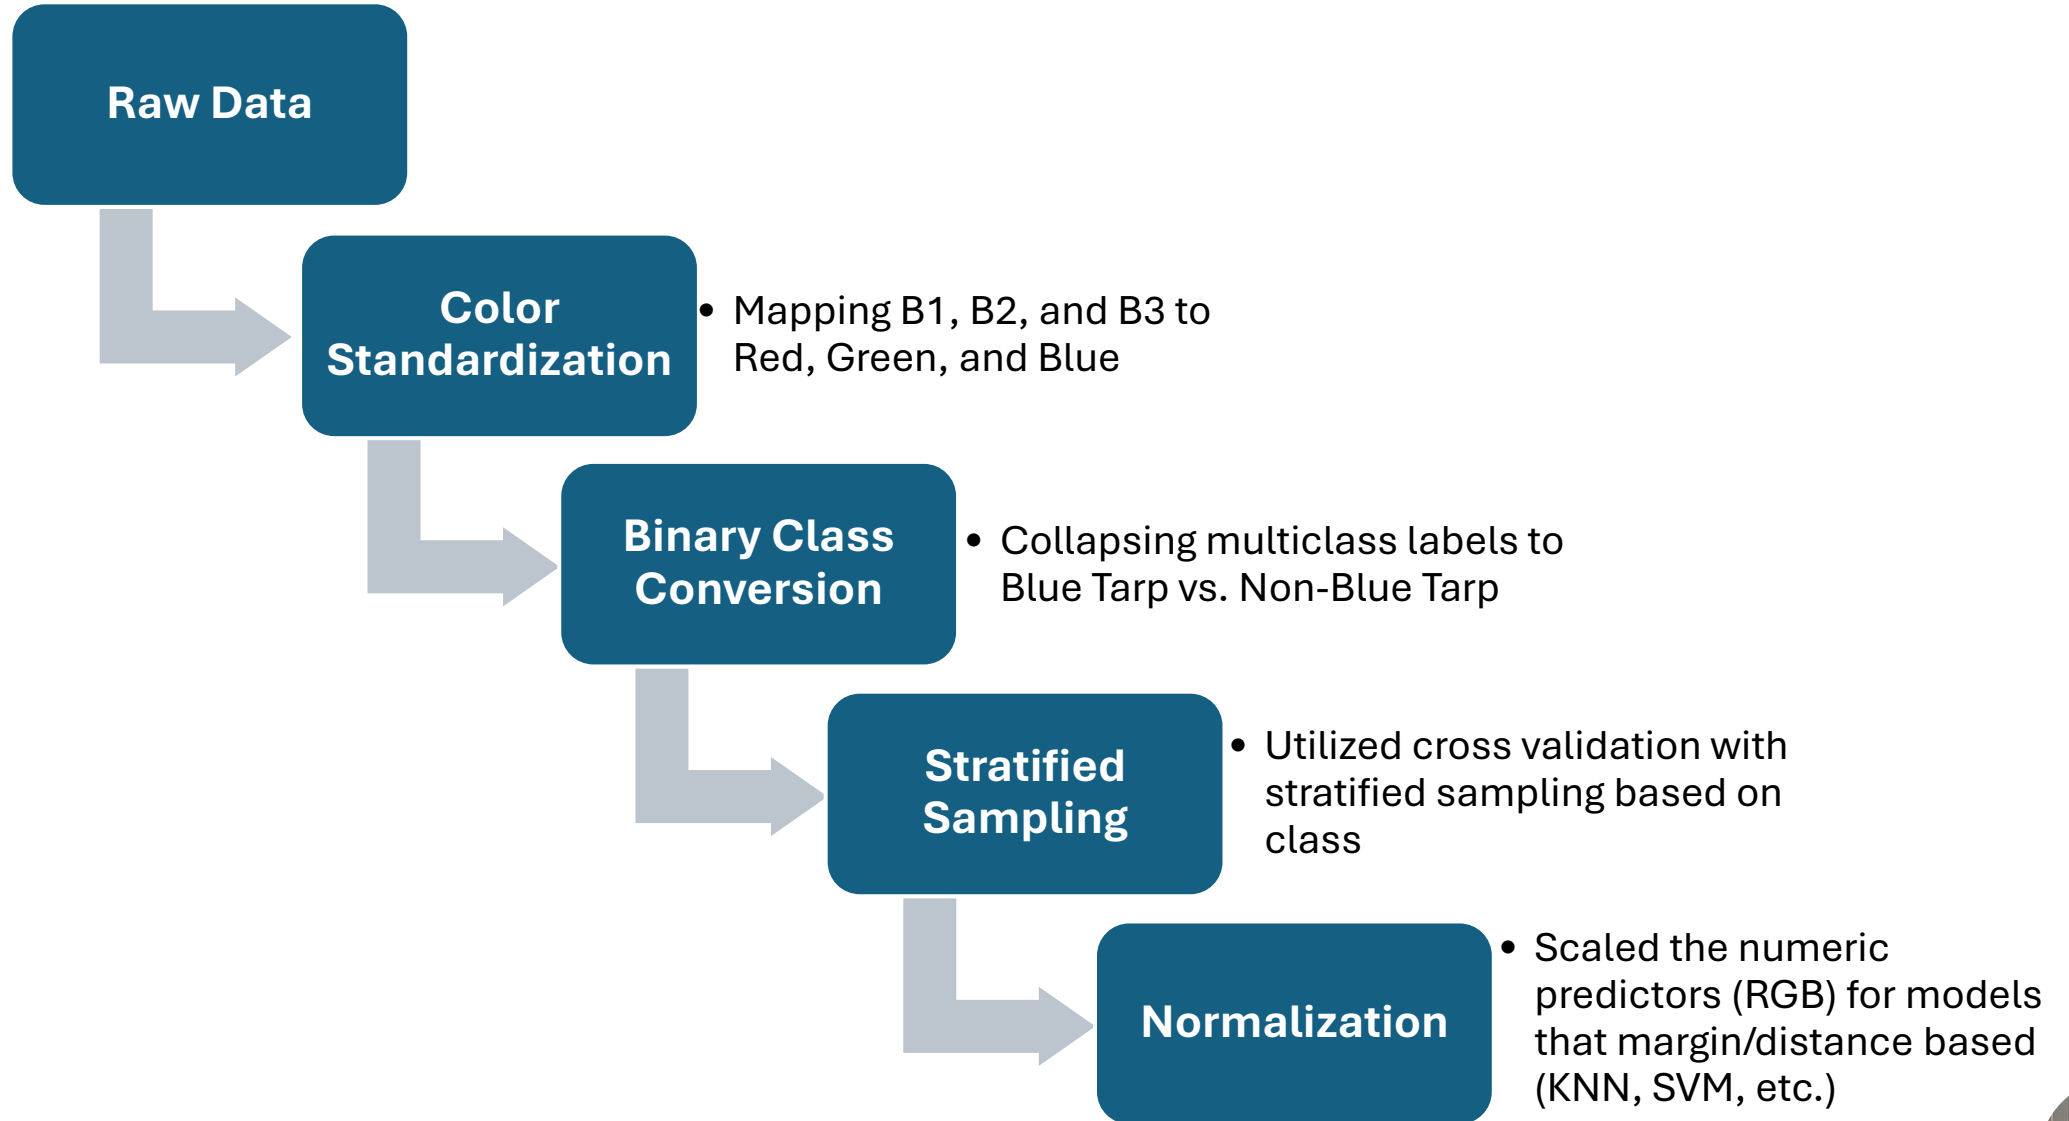 Raw Data
Color
Standardization
• Mapping B1, B2, and B3 to
Red, Green, and Blue
Binary Class
Conversion
• Collapsing multiclass labels to
Blue Tarp vs. Non-Blue Tarp
Stratified
Sampling
• Utilized cross validation with
stratified sampling based on
class
Normalization
• Scaled the numeric
predictors (RGB) for models
that margin/distance based
(KNN, SVM, etc.)